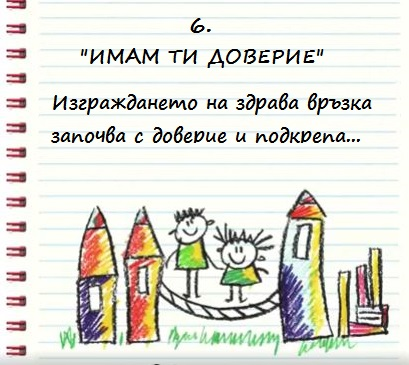 6.
"ИМАМ ТИ ДОВЕРИЕ"
Изграждането на здрава връзка
започва с доверие и подкрепа...